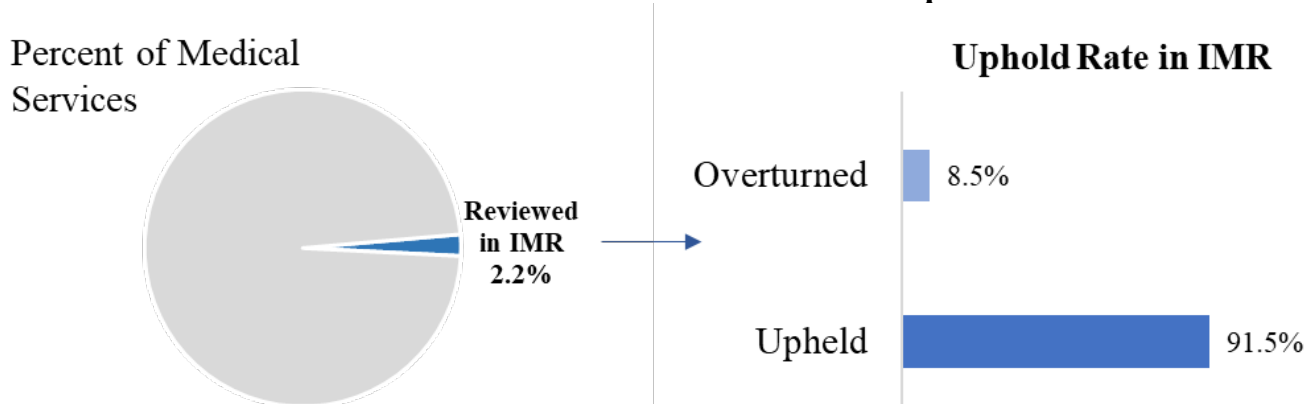 Percent of Medical
Services
Reviewed
in IMR
2.2%
Uphold Rate in IMR
Overturned
8.5%
Upheld
91.5%